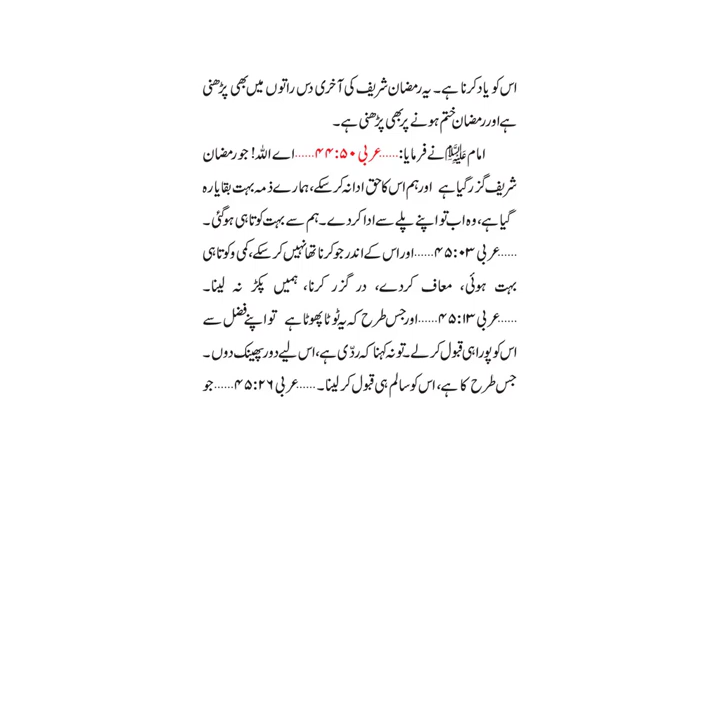 اس کو یاد کرنا ہے۔ یہ رمضان شریف کی آخری دس راتوں میں بھی پڑھنی
ہے اور رمضان ختم ہونے پر بھی پڑھنی ہے۔
امام علیہ السلام نے فرمایا:......عربی ۴۴:۵۰......اے اللہ! جو رمضان
شریف گزر گیا ہے اور ہم اس کا حق ادا نہ کر سکے، ہمارے ذمہ بہت بقایا رہ
گیا ہے، وہ اب تو اپنے پلے سے ادا کر دے۔ ہم سے بہت کوتاہی ہو گئی۔
......عربی ۴۵:۰۳......اور اس کے اندر جو کرنا تھا نہیں کر سکے، کمی و کوتاہی
بہت ہوئی، معاف کر دے، در گزر کرنا، ہمیں پکڑ نہ لینا۔
......عربی ۴۵:۱۳......اور جس طرح کہ یہ ٹوٹا پھوٹا ہے تو اپنے فضل سے
اس کو پورا ہی قبول کر لے۔ تو نہ کہنا کہ ردّی ہے، اس لیے دور پھینک دوں۔
جس طرح کا ہے، اس کو سالم ہی قبول کر لینا۔......عربی ۴۵:۲۶......جو